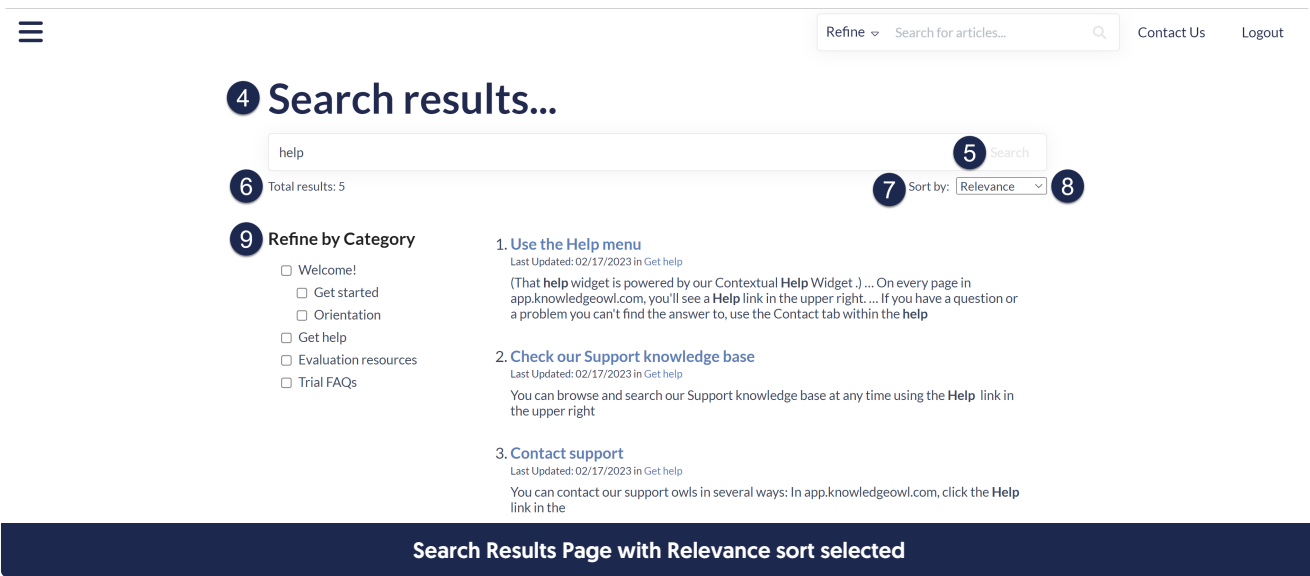 Refine Search for articles... Contact Us Logout
4 Search results...
help 5 Search
6 Total results: 5 7 Sort by: Relevance 8
9 Refine by Category
Welcome!
Get started
Orientation
Get help
Evaluation resources
Trial FAQs
1. Use the Help menu
Last Updated: 02/17/2023 in Get help
(That help widget is powered by our Contextual Help Widget .) ... On every page in
app.knowledgeowl.com, you'll see a Help link in the upper right. ... If you have a question or
a problem you can't find the answer to, use the Contact tab within the help
2. Check our Support knowledge base
Last Updated: 02/17/2023 in Get help
You can browse and search our Support knowledge base at any time using the Help link in
the upper right
3. Contact support
Last Updated: 02/17/2023 in Get help
You can contact our support owls in several ways: In app.knowledgeowl.com, click the Help
link in the
Search Results Page with Relevance sort selected